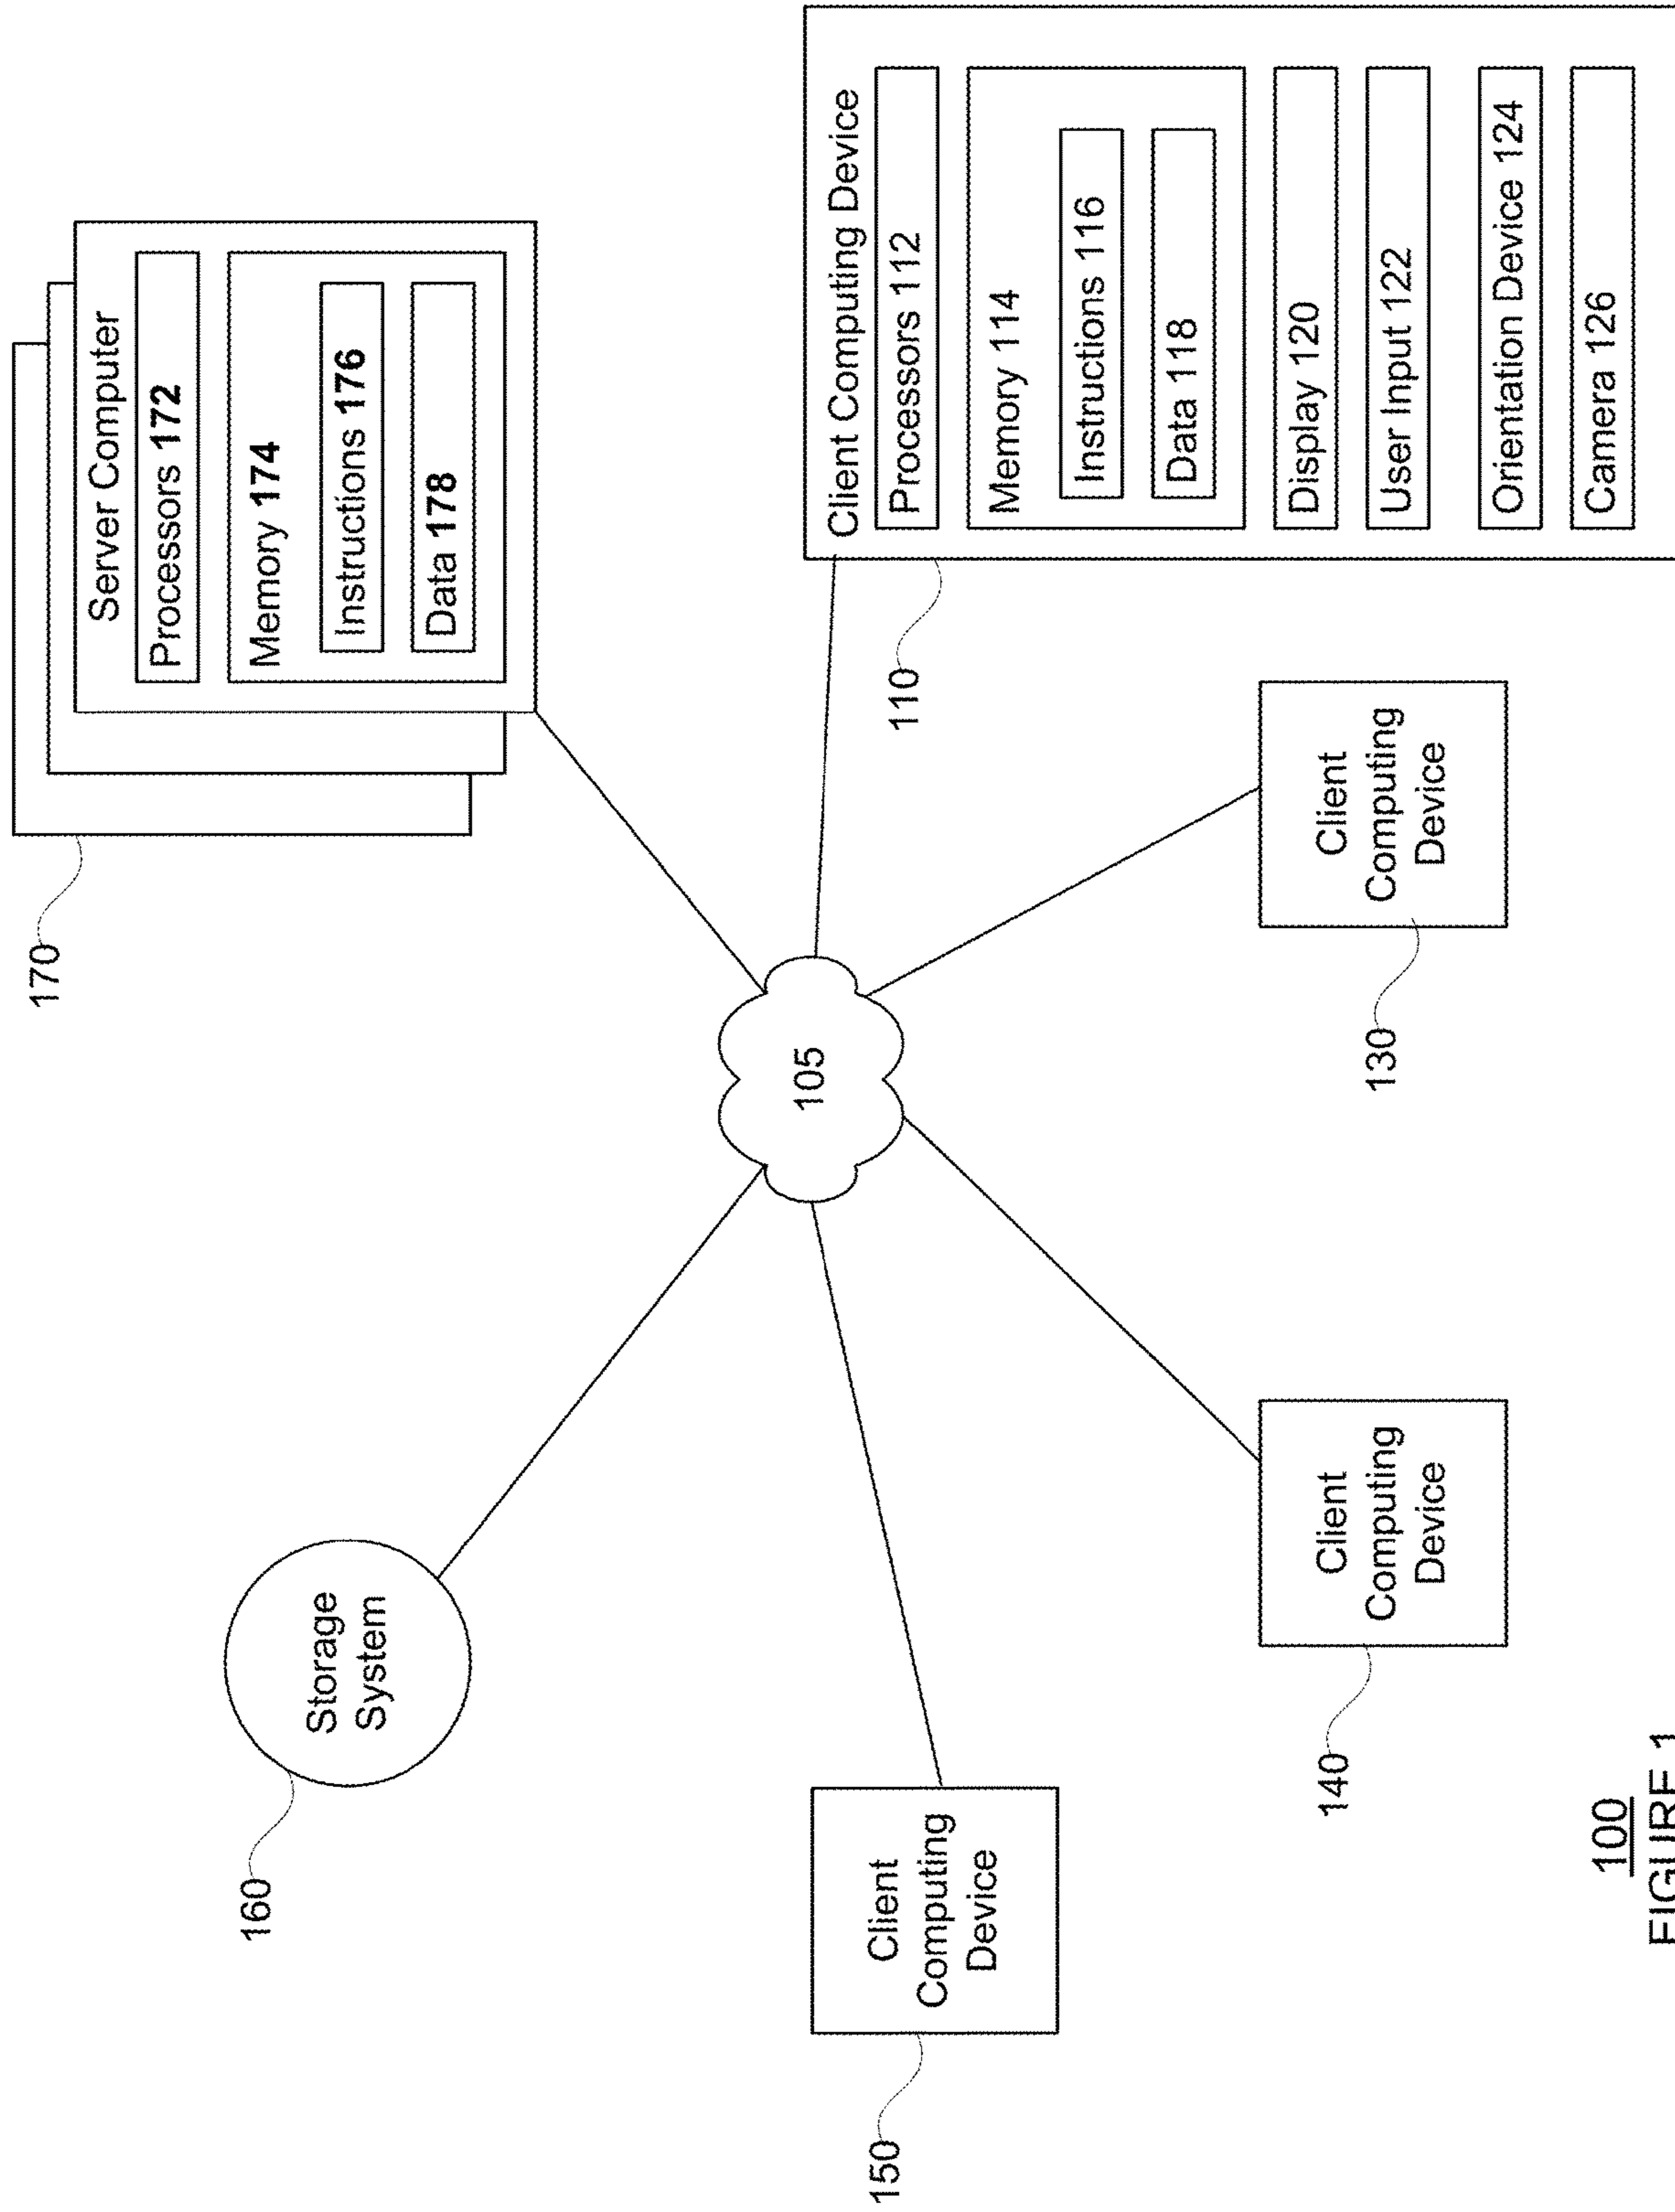 170
Server Computer
Processors 172
Memory 174
Instructions 176
Data 178
160
Storage
System
105
110
Client Computing Device
Processors 112
Memory 114
Instructions 116
Data 118
Display 120
User Input 122
Orientation Device 124
Camera 126
150
Client
Computing
Device
140
Client
Computing
Device
130
Client
Computing
Device
100
FIGURE 1